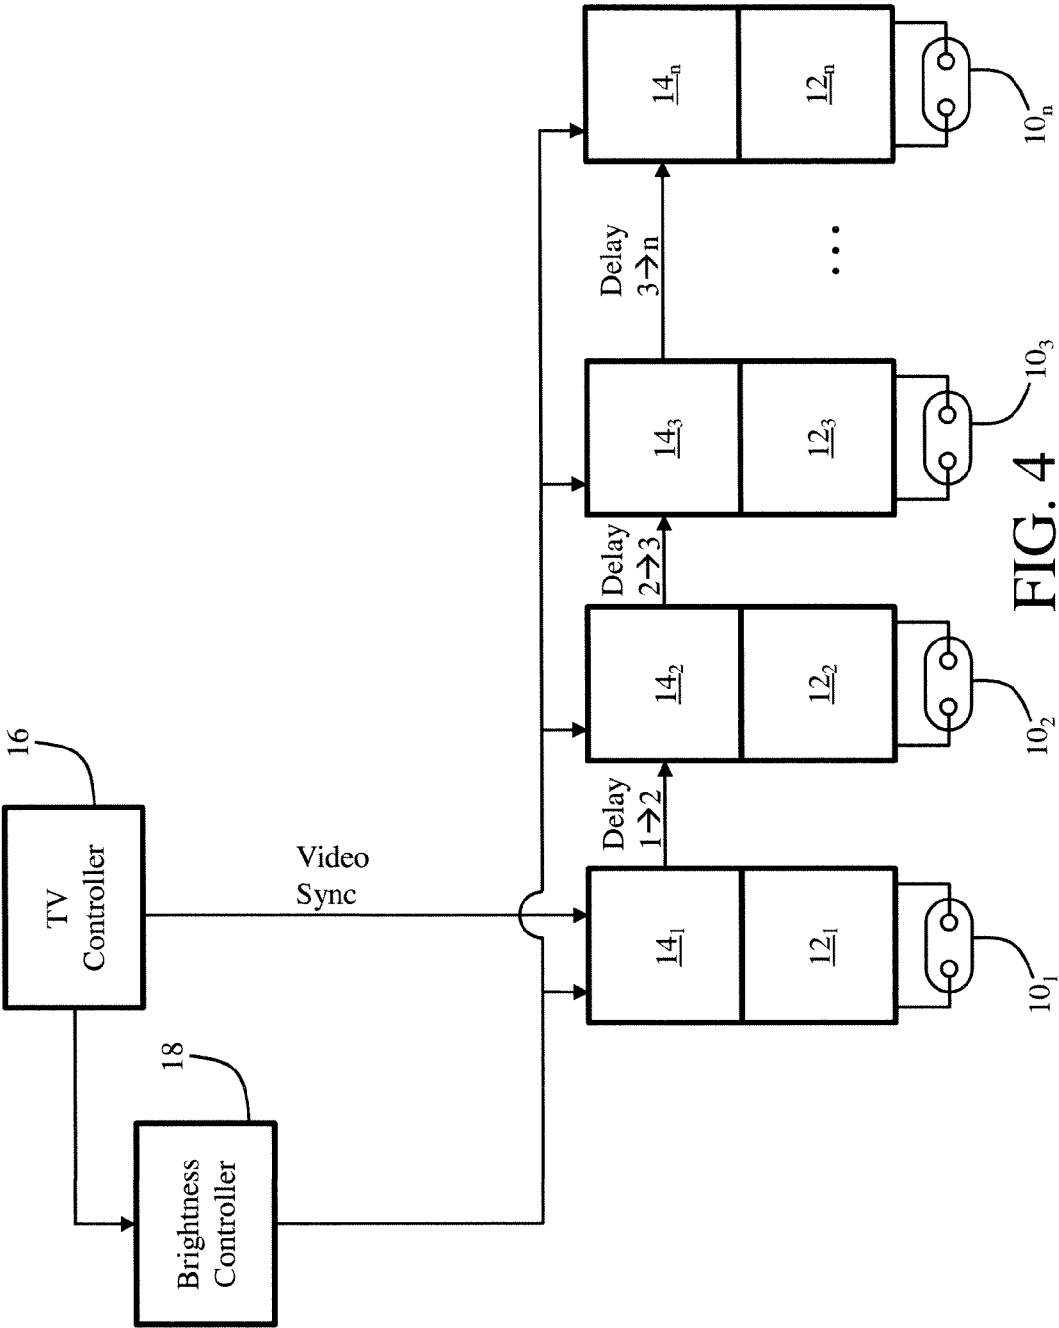 16
TV
Controller
18
Brightness
Controller
Video
Sync
Delay
1→2
Delay
2→3
Delay
3→n
14₁
14₂
14₃
14ₙ
12₁
12₂
12₃
12ₙ
...
10₁
10₂
10₃
10ₙ
FIG. 4